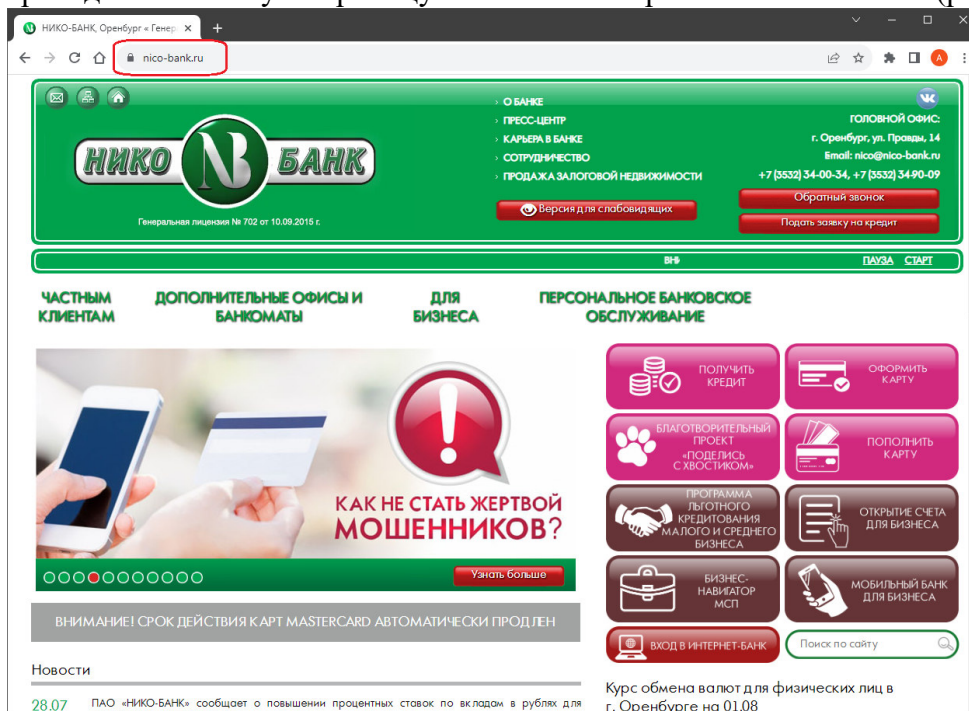 НИКО-БАНК, Оренбург « Генер
nico-bank.ru
О БАНКЕ
ПРЕСС-ЦЕНТР
КАРЬЕРА В БАНКЕ
СОТРУДНИЧЕСТВО
ПРОДАЖА ЗАЛОГОВОЙ НЕДВИЖИМОСТИ
ГОЛОВНОЙ ОФИС:
г. Оренбург, ул. Правды, 14
Email: nico@nico-bank.ru
+7 (3532) 34-00-34, +7 (3532) 34-90-09
НИКО БАНК
Генеральная лицензия № 702 от 10.09.2015 г.
Версия для слабовидящих
Обратный звонок
Подать заявку на кредит
ПАУЗА СТАРТ
ЧАСТНЫМ
КЛИЕНТАМ
ДОПОЛНИТЕЛЬНЫЕ ОФИСЫ И
БАНКОМАТЫ
ДЛЯ
БИЗНЕСА
ПЕРСОНАЛЬНОЕ БАНКОВСКОЕ
ОБСЛУЖИВАНИЕ
КАК НЕ СТАТЬ ЖЕРТВОЙ
МОШЕННИКОВ?
Узнать больше
ПОЛУЧИТЬ
КРЕДИТ
ОФОРМИТЬ
КАРТУ
БЛАГОТВОРИТЕЛЬНЫЙ
ПРОЕКТ
«ПОДЕЛИСЬ
С ХВОСТИКОМ»
ПОПОЛНИТЬ
КАРТУ
ПРОГРАММА
ЛЬГОТНОГО
КРЕДИТОВАНИЯ
МАЛОГО И СРЕДНЕГО
БИЗНЕСА
ОТКРЫТИЕ СЧЕТА
ДЛЯ БИЗНЕСА
БИЗНЕС-
НАВИГАТОР
МСП
МОБИЛЬНЫЙ БАНК
ДЛЯ БИЗНЕСА
ВХОД В ИНТЕРНЕТ-БАНК
Поиск по сайту
ВНИМАНИЕ! СРОК ДЕЙСТВИЯ КАРТ MASTERCARD АВТОМАТИЧЕСКИ ПРОДЛЕН
Новости
28.07 ПАО «НИКО-БАНК» сообщает о повышении процентных ставок по вкладам в рублях для
Курс обмена валют для физических лиц в
г. Оренбурге на 01.08